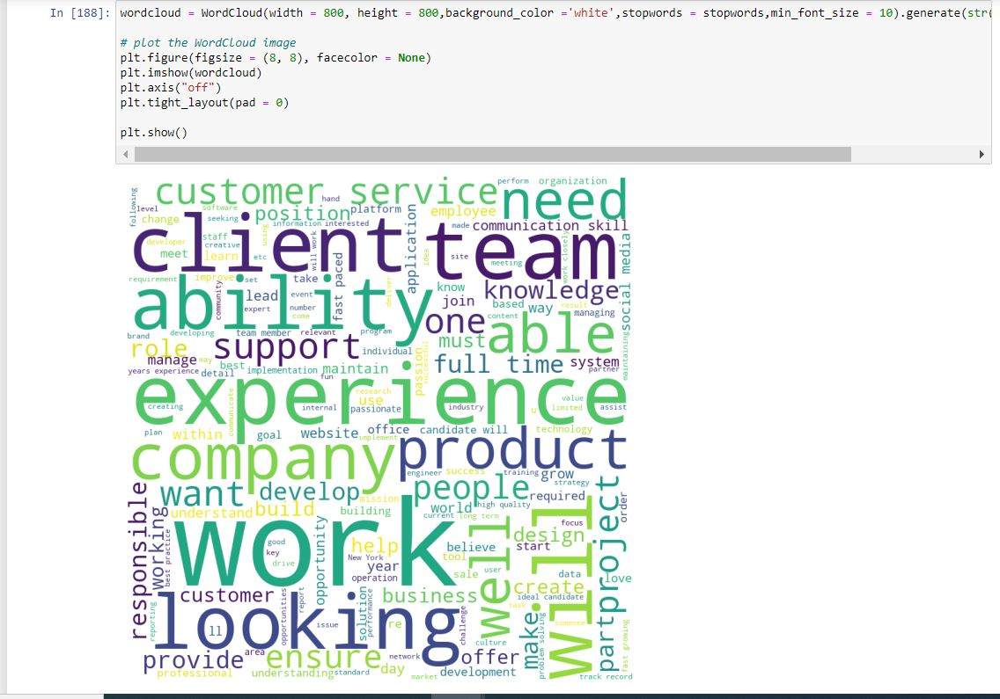 In [188]:
wordcloud = WordCloud(width = 800, height = 800,background_color ='white',stopwords = stopwords,min_font_size = 10).generate(str(
# plot the WordCloud image
plt.figure(figsize = (8, 8), facecolor = None)
plt.imshow(wordcloud)
plt.axis("off")
plt.tight_layout(pad = 0)
plt.show()
following
customer service
hand
perform
organization
need
level
software
change
seeking
position
platform
employee
made
communication skill
information
interested
client
team
developer
staff
creative
using
will work
application
idea
site
meeting
work closely
social media
meet
learn
etc
fast paced
requirement
improve
set
take
deliver
know
knowledge
ability
community
lead
event
join
based
way
result
managing
expert
number
come
one
content
brand
developing
team member
relevant
program
must
able
maintaining
role
support
individual
manage
may
best
implementation
maintain
passion
successful
full time
system
partner
years experience
detail
fun
experience
communicate
research
use
value
creating
internal
passionate
industry
u
limited
assist
plan
within
goal
website
office
candidate will
technology
implement
company
product
engineer
success
training
grow
strategy
want
develop
people
required
responsible
understand
build
mission
world
high quality
order
working
building
current
long term
work
opportunity
well
will
project
focus
best practice
good
key
drive
help
New York
believe
design
start
year
tool
operation
sale
user
data
love
customer
business
create
ideal candidate
looking
ll
reporting
opportunities
report
issue
solution
performance
re
challenge
task
someone
culture
make
problem solving
part
fast growing
provide
area
ensure
network
offer
professional
understanding
standard
day
market
development
track record